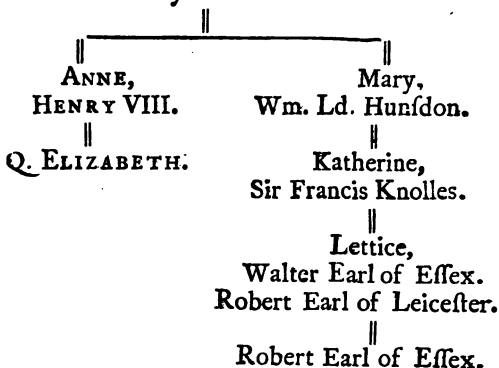 ANNE,
HENRY VIII.
Q. ELIZABETH.
Mary,
Wm. Ld. Hunſdon.
Katherine,
Sir Francis Knolles.
Lettice,
Walter Earl of Eſſex.
Robert Earl of Leiceſter.
Robert Earl of Eſſex.